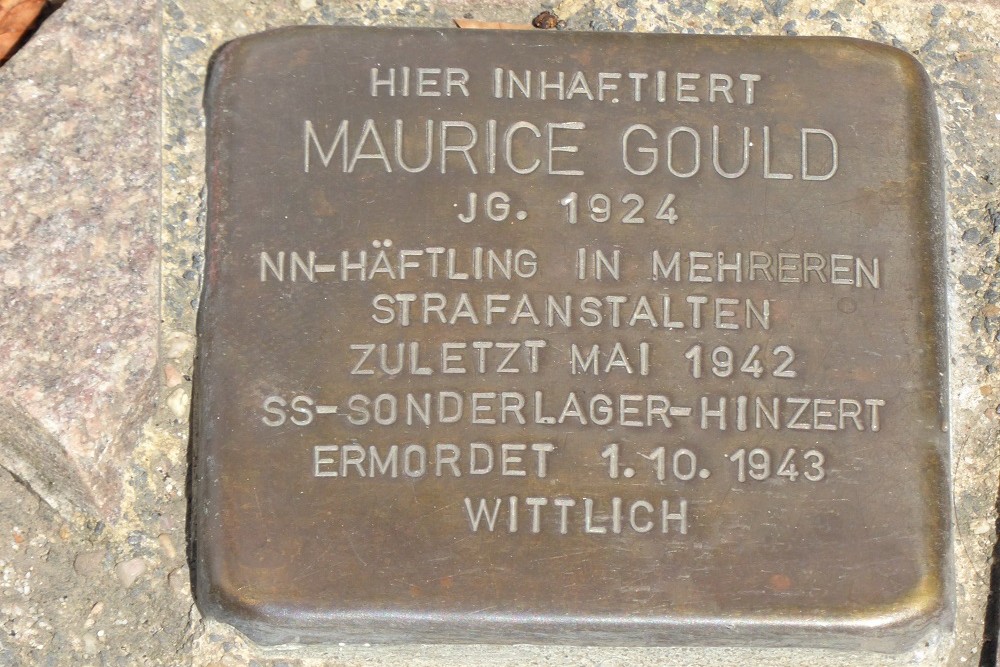 HIER INHAFTIERT
MAURICE GOULD
JG. 1924
NN-HÄFTLING IN MEHREREN
STRAFANSTALTEN
ZULETZT MAI 1942
SS-SONDERLAGER-HINZERT
ERMORDET 1.10.1943
WITTLICH